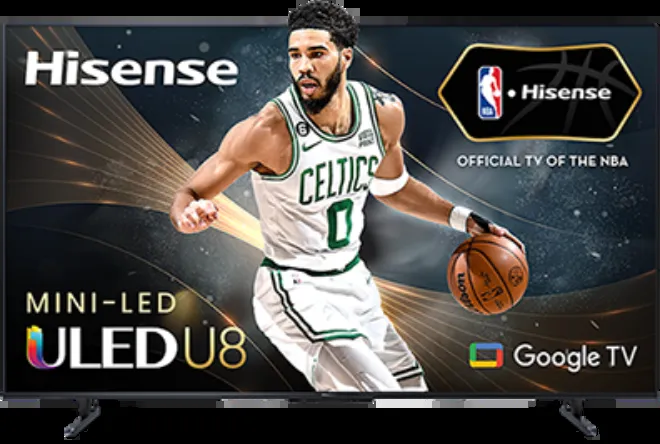 Hisense
NBA
• Hisense
OFFICIAL TV OF THE NBA
CELTICS
0
MINI-LED
ULED U8
Google TV